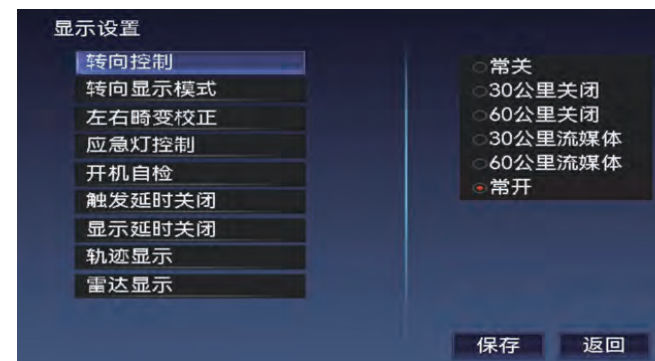 显示设置
转向控制
转向显示模式
左右畸变校正
应急灯控制
开机自检
触发延时关闭
显示延时关闭
轨迹显示
雷达显示
常关
30公里关闭
60公里关闭
30公里流媒体
60公里流媒体
常开
保存
返回